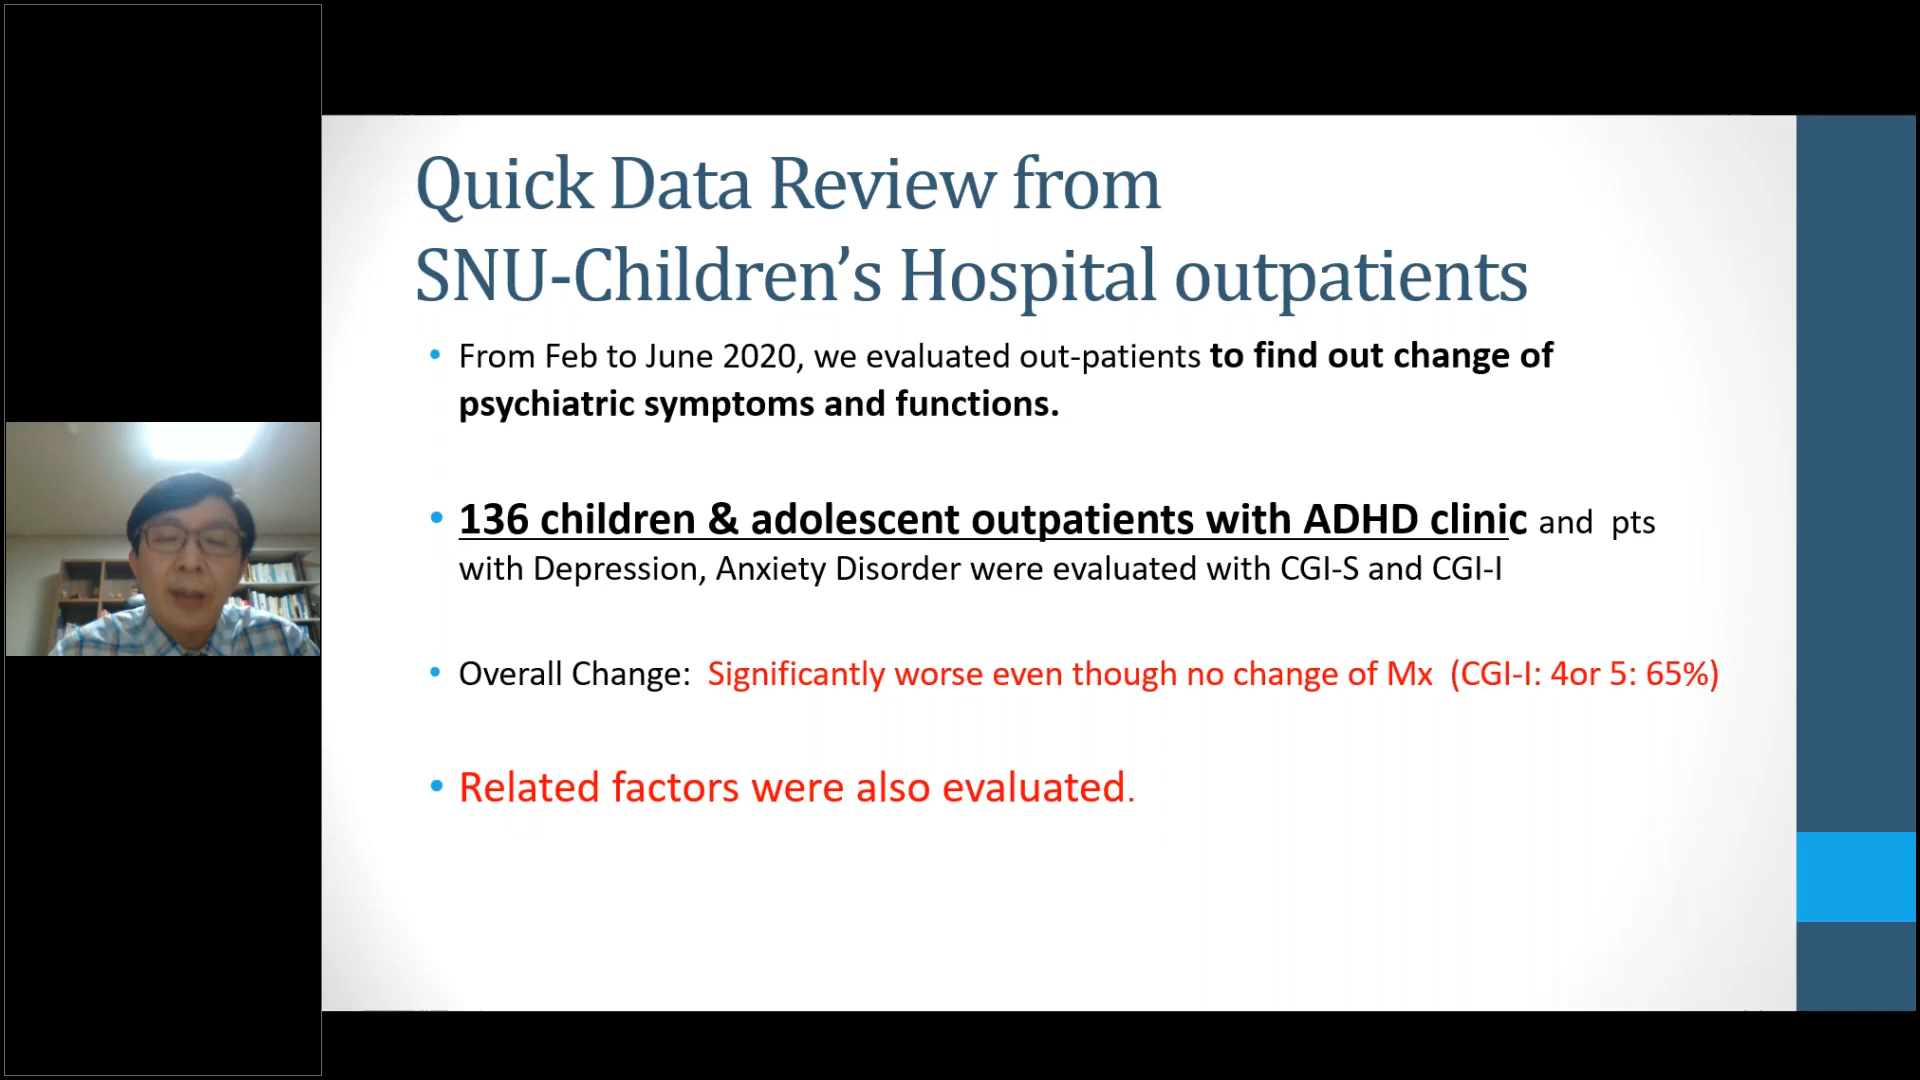 Quick Data Review from
SNU-Children’s Hospital outpatients
• From Feb to June 2020, we evaluated out-patients to find out change of
psychiatric symptoms and functions.
• 136 children & adolescent outpatients with ADHD clinic and pts
with Depression, Anxiety Disorder were evaluated with CGI-S and CGI-I
• Overall Change: Significantly worse even though no change of Mx (CGI-I: 4or 5: 65%)
• Related factors were also evaluated.